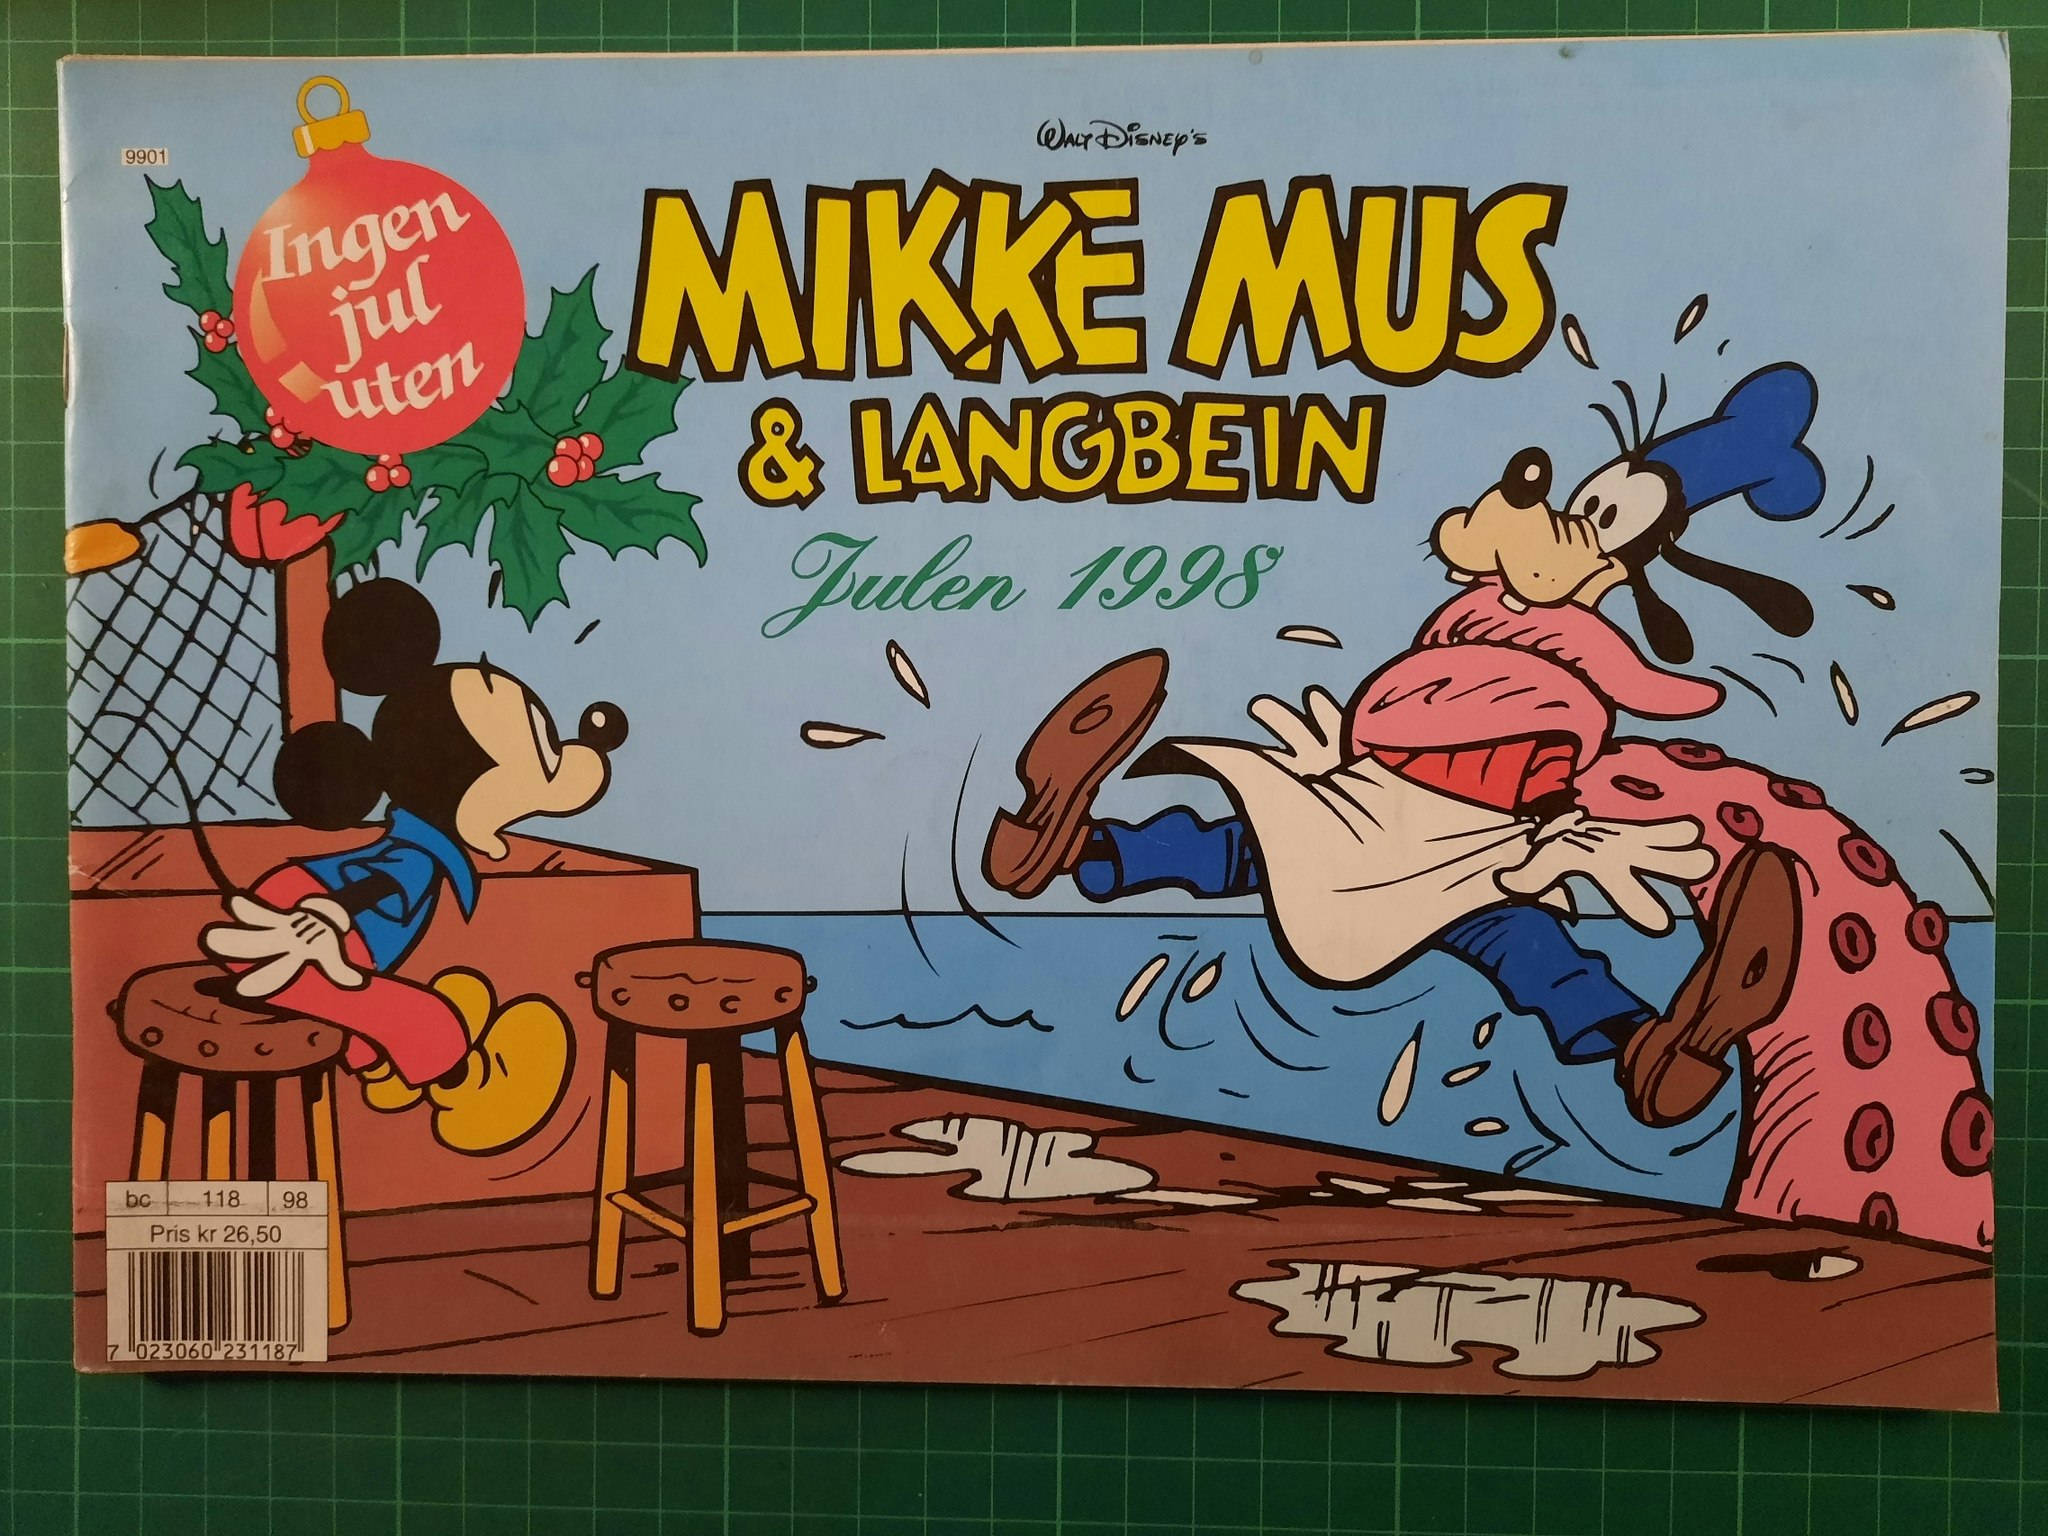 9901
Ingen
jul
uten
WALT DISNEY'S
MIKKE MUS
& LANGBEIN
Julen 1998
bc 118 98
Pris kr 26,50
7 023060 231187